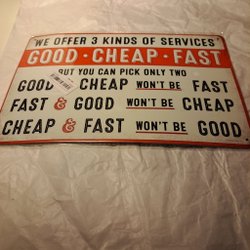 "WE OFFER 3 KINDS OF SERVICES"
GOOD · CHEAP · FAST
BUT YOU CAN PICK ONLY TWO
GOOD CHEAP WON'T BE FAST
FAST & GOOD WON'T BE CHEAP
CHEAP & FAST WON'T BE GOOD